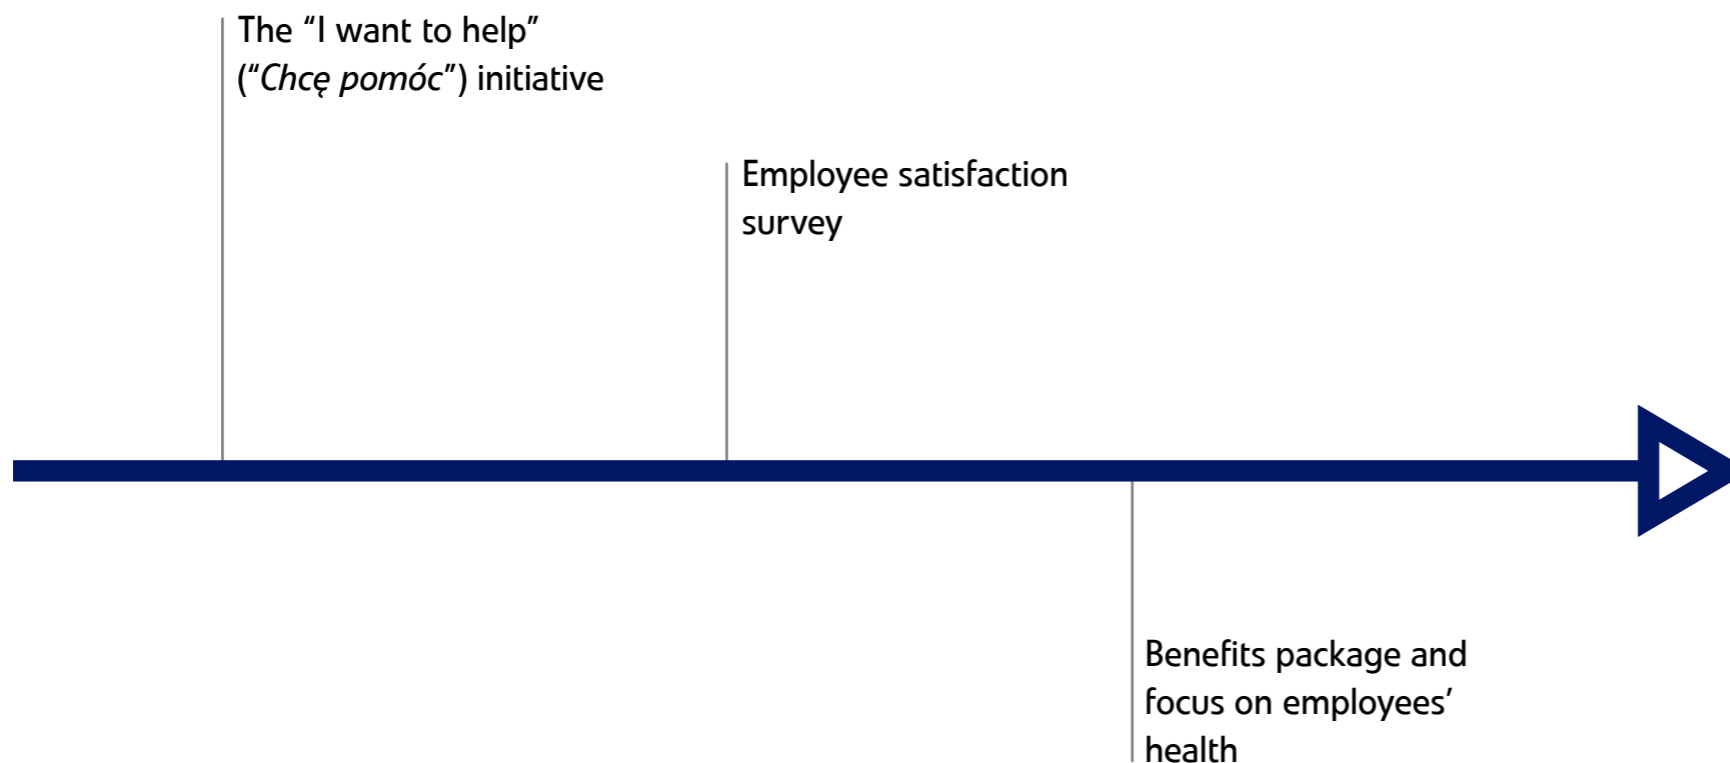 The “I want to help”
(“Chcę pomóc”) initiative
Employee satisfaction
survey
Benefits package and
focus on employees’
health